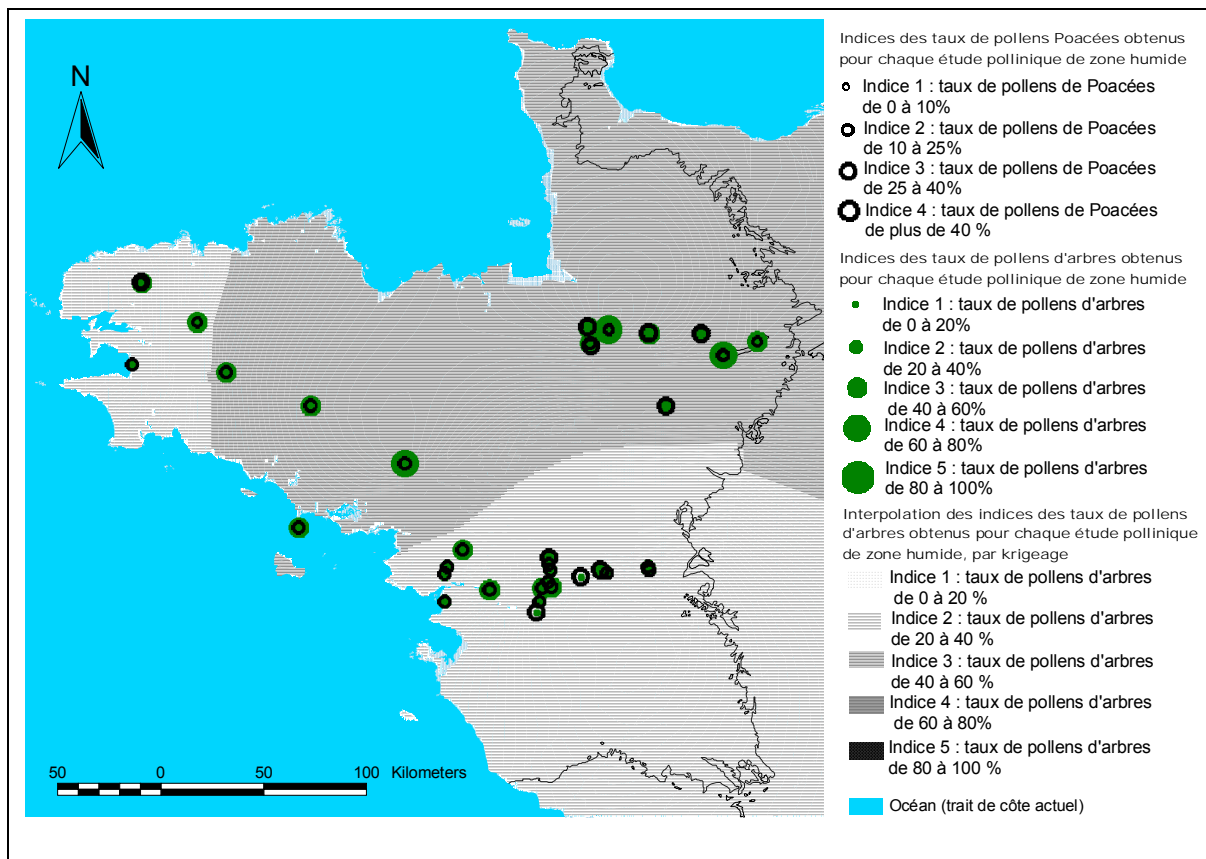 N
50 0 50 100 Kilometers
Indices des taux de pollens Poacées obtenus
pour chaque étude pollinique de zone humide
Indice 1 : taux de pollens de Poacées
de 0 à 10%
Indice 2 : taux de pollens de Poacées
de 10 à 25%
Indice 3 : taux de pollens de Poacées
de 25 à 40%
Indice 4 : taux de pollens de Poacées
de plus de 40 %
Indices des taux de pollens d'arbres obtenus
pour chaque étude pollinique de zone humide
Indice 1 : taux de pollens d'arbres
de 0 à 20%
Indice 2 : taux de pollens d'arbres
de 20 à 40%
Indice 3 : taux de pollens d'arbres
de 40 à 60%
Indice 4 : taux de pollens d'arbres
de 60 à 80%
Indice 5 : taux de pollens d'arbres
de 80 à 100%
Interpolation des indices des taux de pollens
d'arbres obtenus pour chaque étude pollinique
de zone humide, par krigeage
Indice 1 : taux de pollens d'arbres
de 0 à 20 %
Indice 2 : taux de pollens d'arbres
de 20 à 40 %
Indice 3 : taux de pollens d'arbres
de 40 à 60 %
Indice 4 : taux de pollens d'arbres
de 60 à 80%
Indice 5 : taux de pollens d'arbres
de 80 à 100 %
Océan (trait de côte actuel)